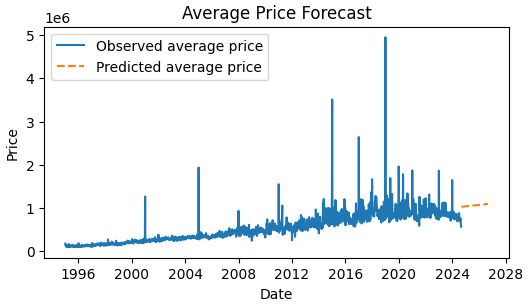 Average Price Forecast
1e6
Observed average price
Predicted average price
5
4
3
2
1
0
Price
1996 2000 2004 2008 2012 2016 2020 2024 2028
Date